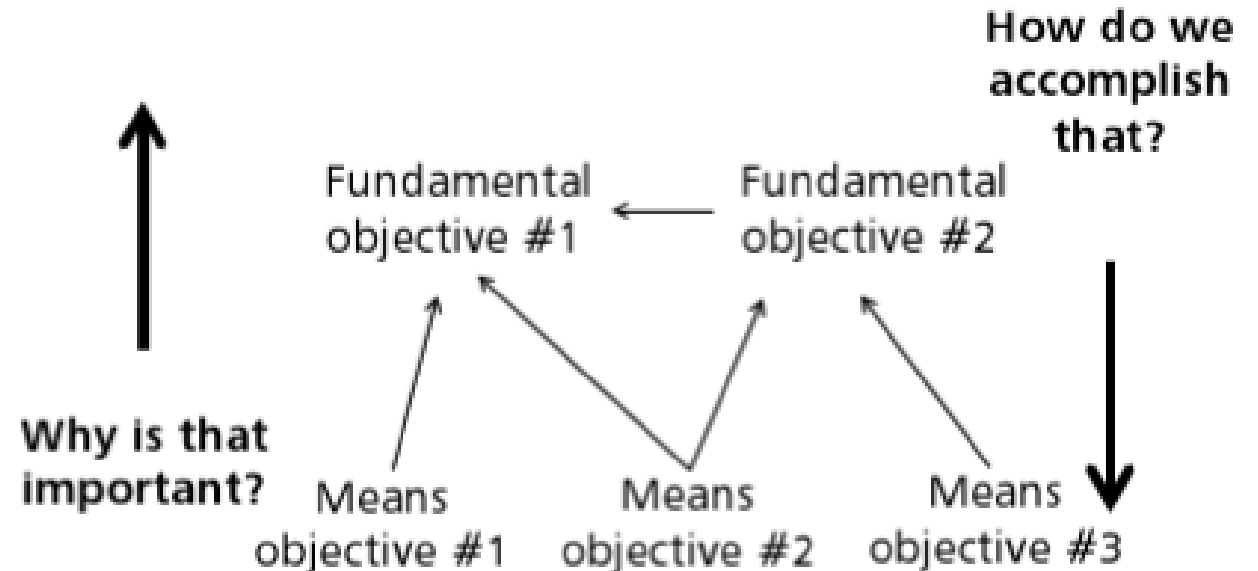 How do we
accomplish
that?
Fundamental
objective #1
Fundamental
objective #2
Why is that
important?
Means
objective #1
Means
objective #2
Means
objective #3